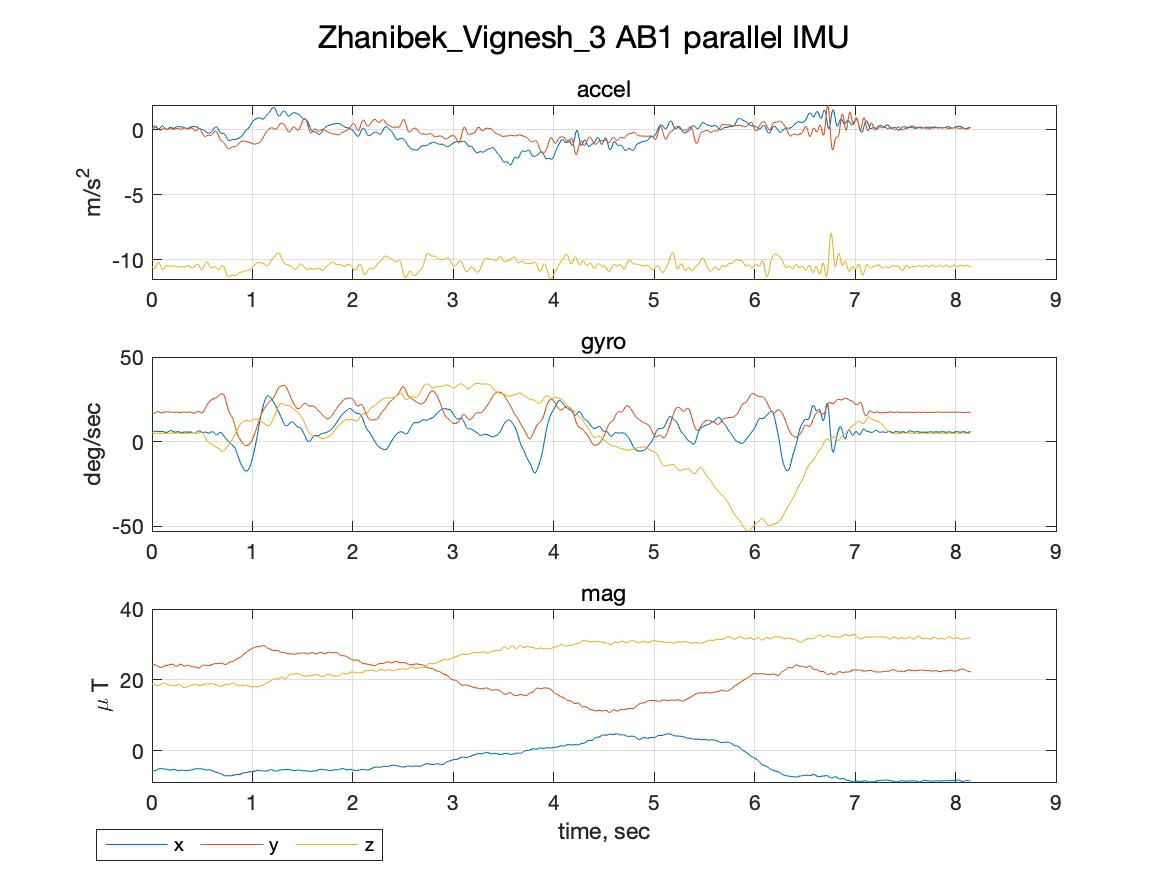 Zhanibek_Vignesh_3 AB1 parallel IMU
accel
m/s²
0
-5
-10
0 1 2 3 4 5 6 7 8 9
gyro
deg/sec
50
0
-50
0 1 2 3 4 5 6 7 8 9
mag
μ T
40
20
0
0 1 2 3 4 5 6 7 8 9
time, sec
x y z